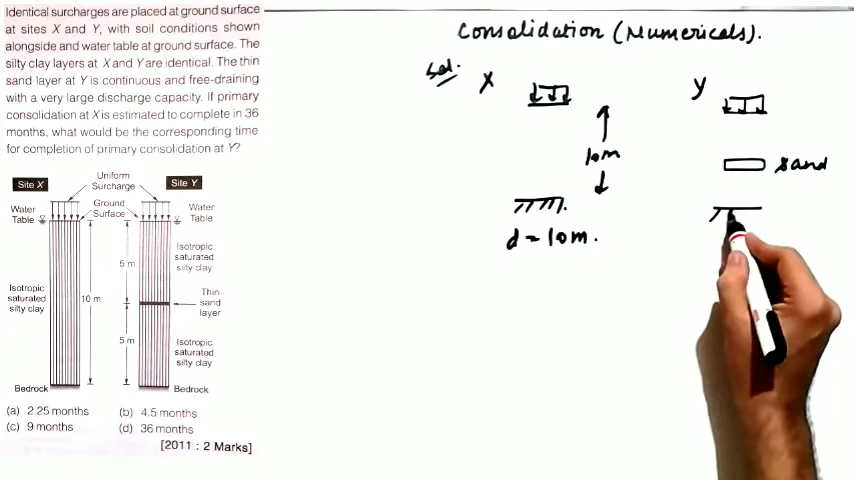 Identical surcharges are placed at ground surface
at sites X and Y, with soil conditions shown
alongside and water table at ground surface. The
silty clay layers at X and Y are identical. The thin
sand layer at Y is continuous and free-draining
with a very large discharge capacity. If primary
consolidation at X is estimated to complete in 36
months, what would be the corresponding time
for completion of primary consolidation at Y?
Site X
Uniform
Surcharge
Site Y
Water
Table
Ground
Surface
Water
Table
Isotropic
saturated
silty clay
10 m
5 m
Isotropic
saturated
silty clay
Thin
sand
layer
5 m
Isotropic
saturated
silty clay
Bedrock
Bedrock
(a) 2.25 months (b) 4.5 months
(c) 9 months (d) 36 months
[2011 : 2 Marks]
Consolidation (Numericals).
Sol.
X
10m
d = 10m.
Y
sand